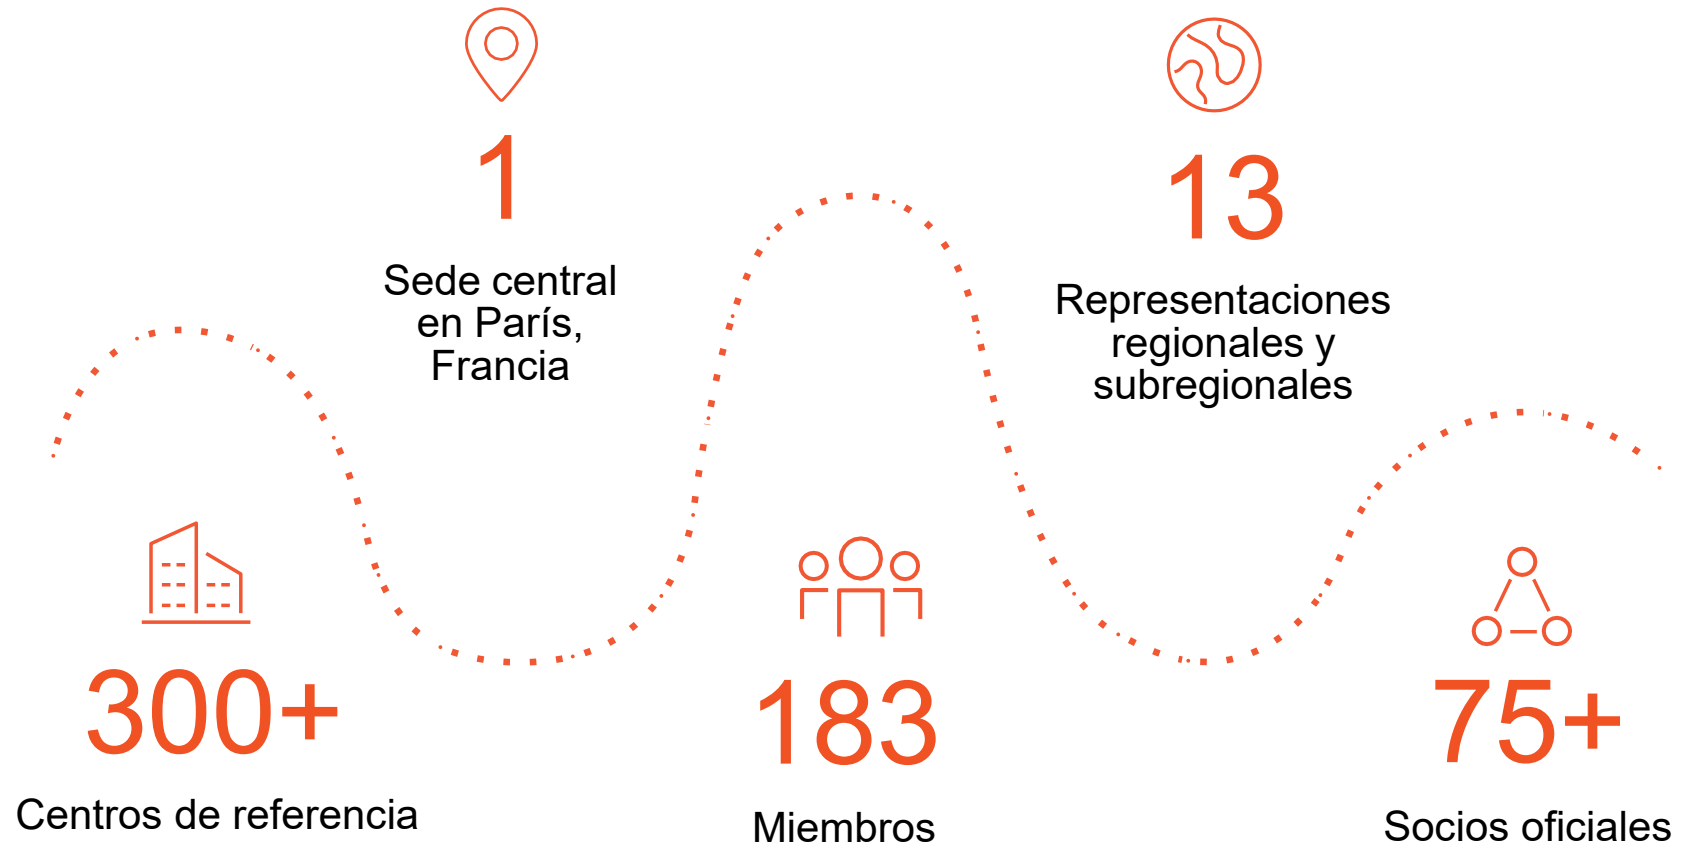 1
Sede central
en París,
Francia
13
Representaciones
regionales y
subregionales
300+
Centros de referencia
183
Miembros
75+
Socios oficiales